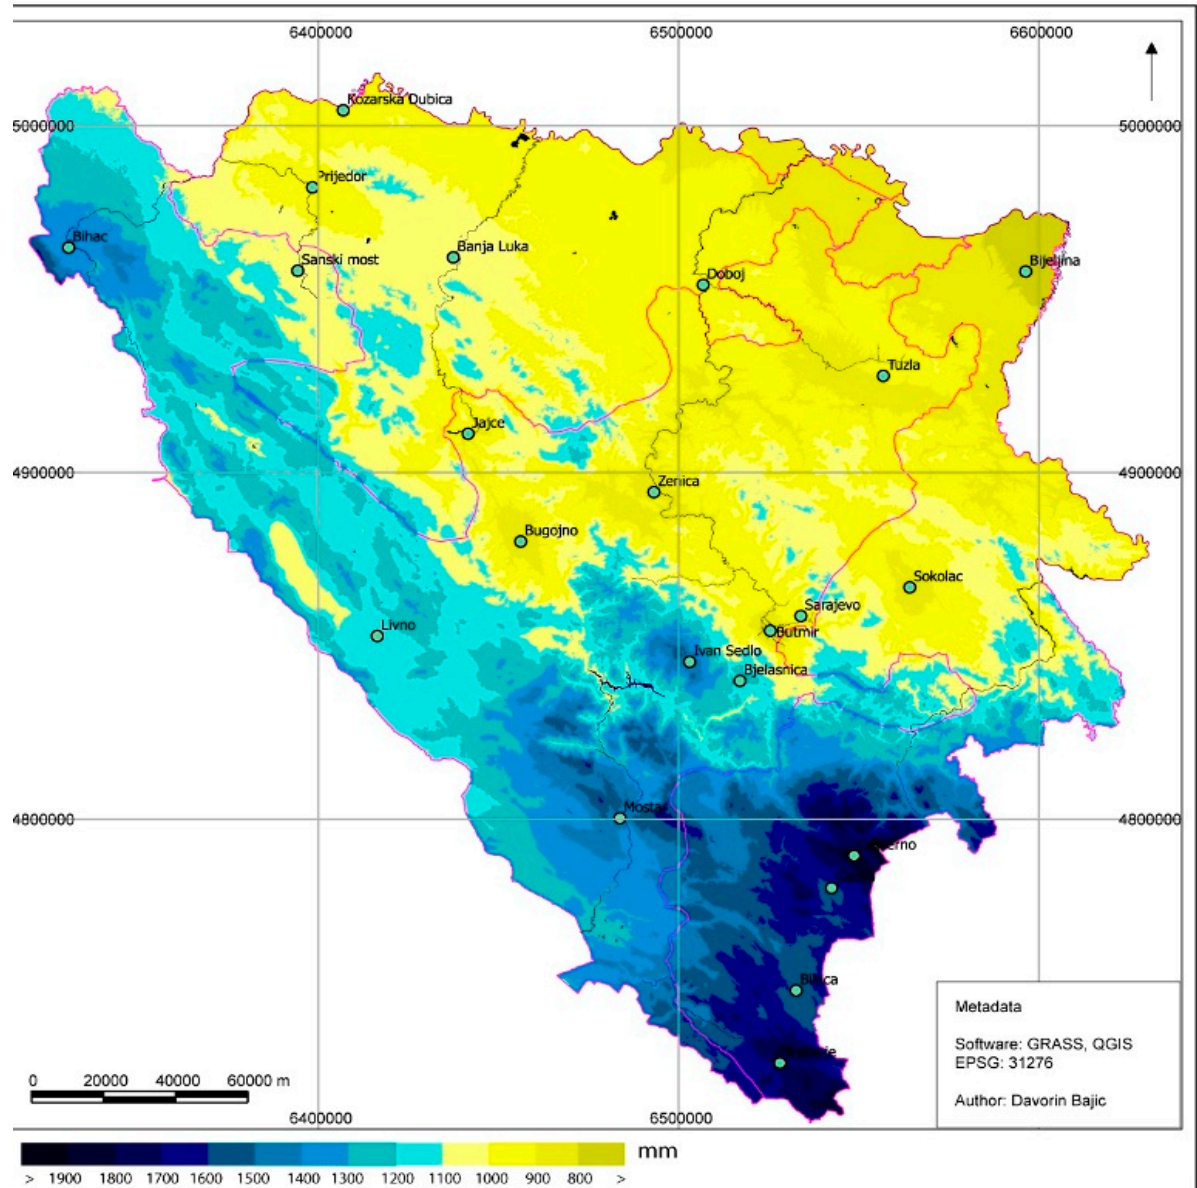 6400000 6500000 6600000
Kozarska Dubica
5000000 5000000
Prijedor
Bihac
Banja Luka
Sanski most
Doboj
Bijeljina
Tuzla
Jajce
4900000 4900000
Zenica
Bugojno
Sokolac
Sarajevo
Livno
Butmir
Ivan Sedlo
Bjelasnica
Mostar
4800000 4800000
Bileca
Metadata
Software: GRASS, QGIS
EPSG: 31276
Author: Davorin Bajic
0 20000 40000 60000 m
6400000 6500000 6600000
mm
> 1900 1800 1700 1600 1500 1400 1300 1200 1100 1000 900 800 >